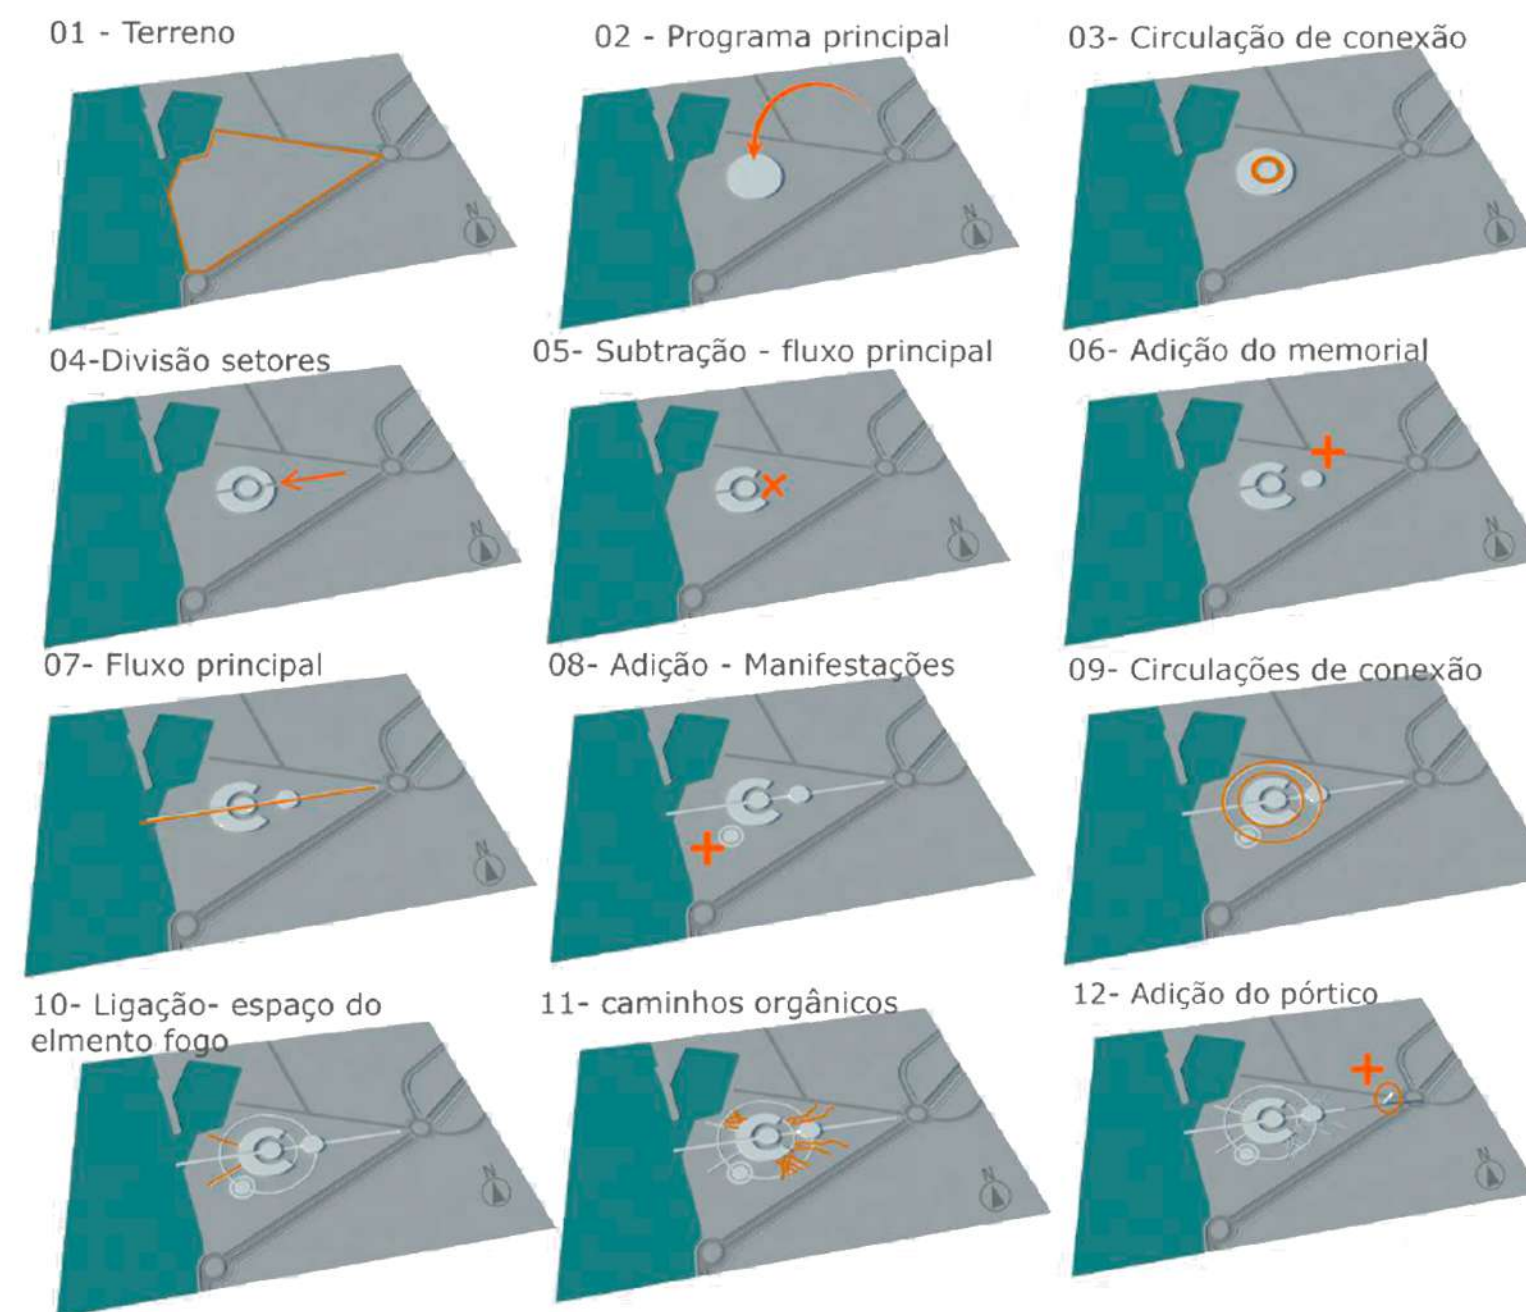 01 - Terreno
02 - Programa principal
03- Circulação de conexão
N
N
N
04-Divisão setores
05- Subtração - fluxo principal
06- Adição do memorial
N
N
N
07- Fluxo principal
08- Adição - Manifestações
09- Circulações de conexão
N
10- Ligação- espaço do
elmento fogo
11- caminhos orgânicos
12- Adição do pórtico
N
N
N